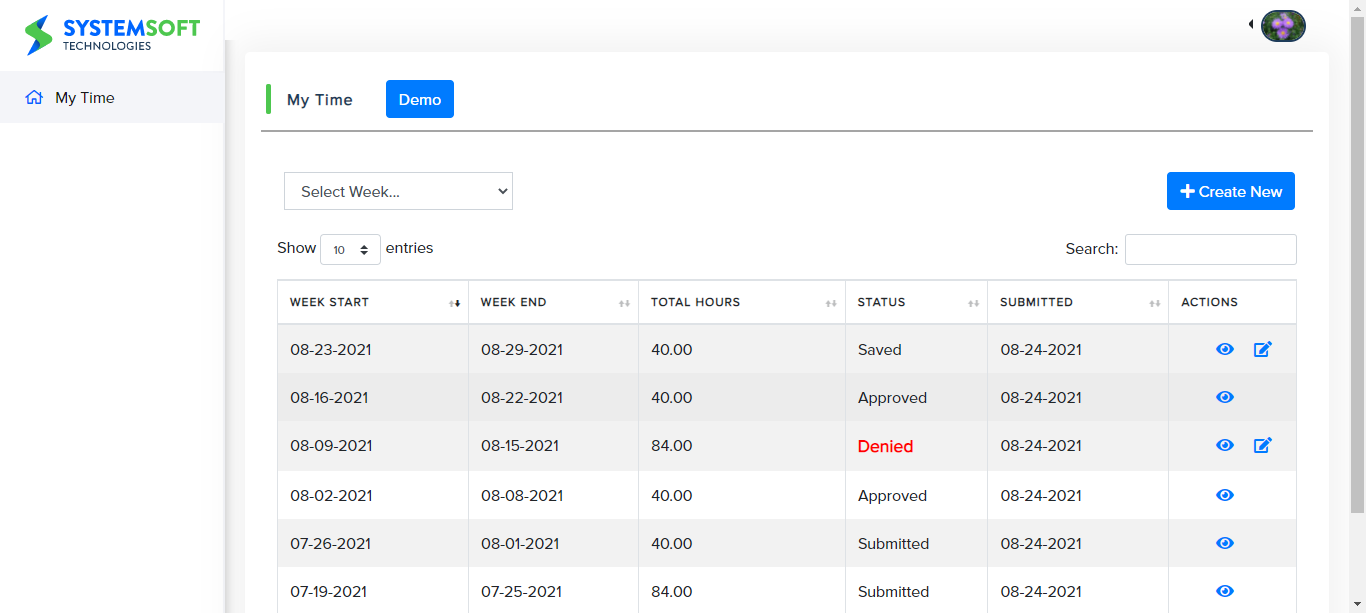 SYSTEMSOFT
TECHNOLOGIES
My Time
My Time Demo
Select Week...
Create New
Show 10 entries Search:
WEEK START WEEK END TOTAL HOURS STATUS SUBMITTED ACTIONS
08-23-2021 08-29-2021 40.00 Saved 08-24-2021
08-16-2021 08-22-2021 40.00 Approved 08-24-2021
08-09-2021 08-15-2021 84.00 Denied 08-24-2021
08-02-2021 08-08-2021 40.00 Approved 08-24-2021
07-26-2021 08-01-2021 40.00 Submitted 08-24-2021
07-19-2021 07-25-2021 84.00 Submitted 08-24-2021